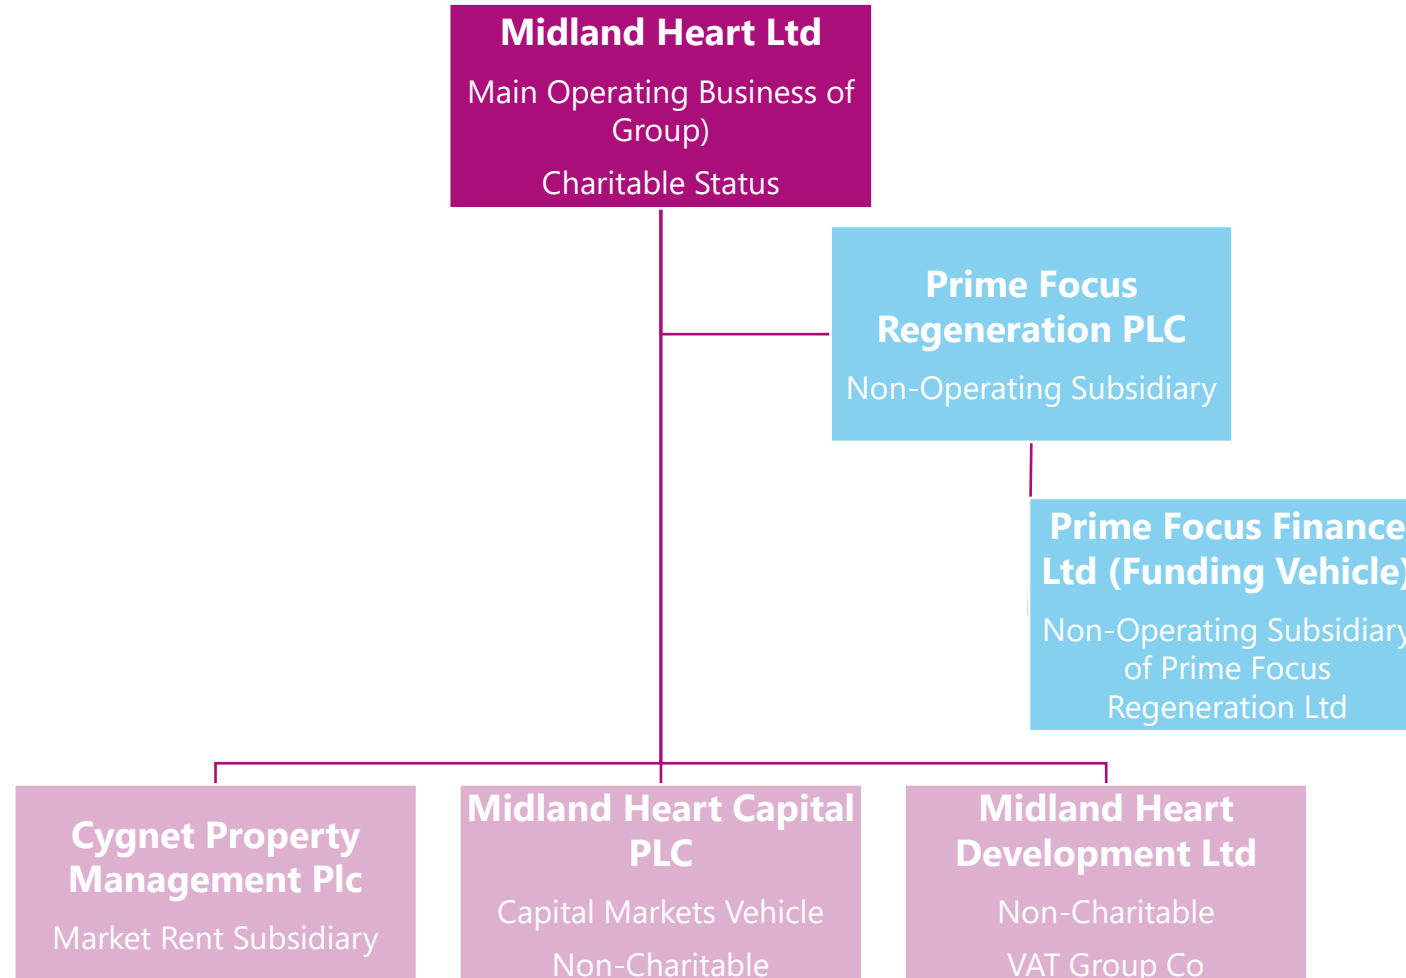 Midland Heart Ltd
Main Operating Business of
Group)
Charitable Status
Prime Focus
Regeneration PLC
Non-Operating Subsidiary
Prime Focus Finance
Ltd (Funding Vehicle)
Non-Operating Subsidiary
of Prime Focus
Regeneration Ltd
Cygnet Property
Management Plc
Market Rent Subsidiary
Midland Heart Capital
PLC
Capital Markets Vehicle
Non-Charitable
Midland Heart
Development Ltd
Non-Charitable
VAT Group Co